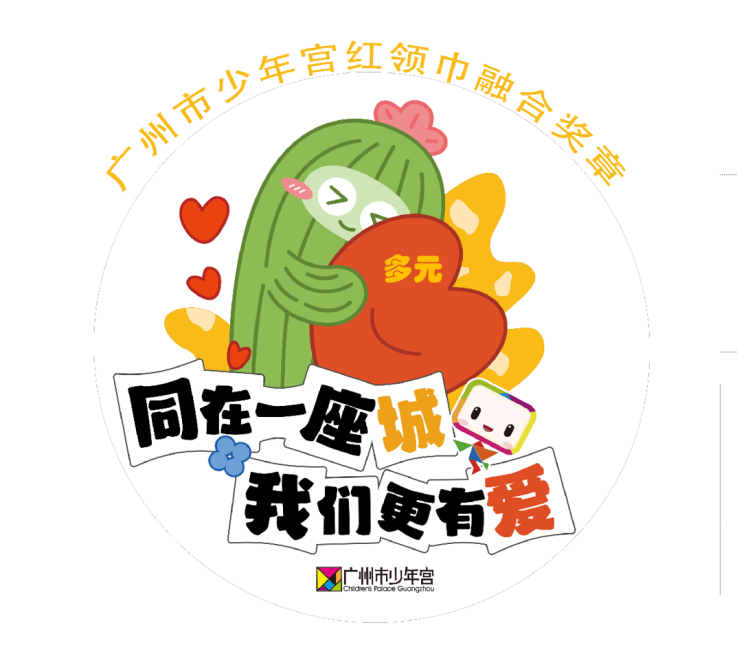 广州市少年宫红领巾融合奖章
多元
同在一座城
我们更有爱
广州市少年宫
Children's Palace Guangzhou